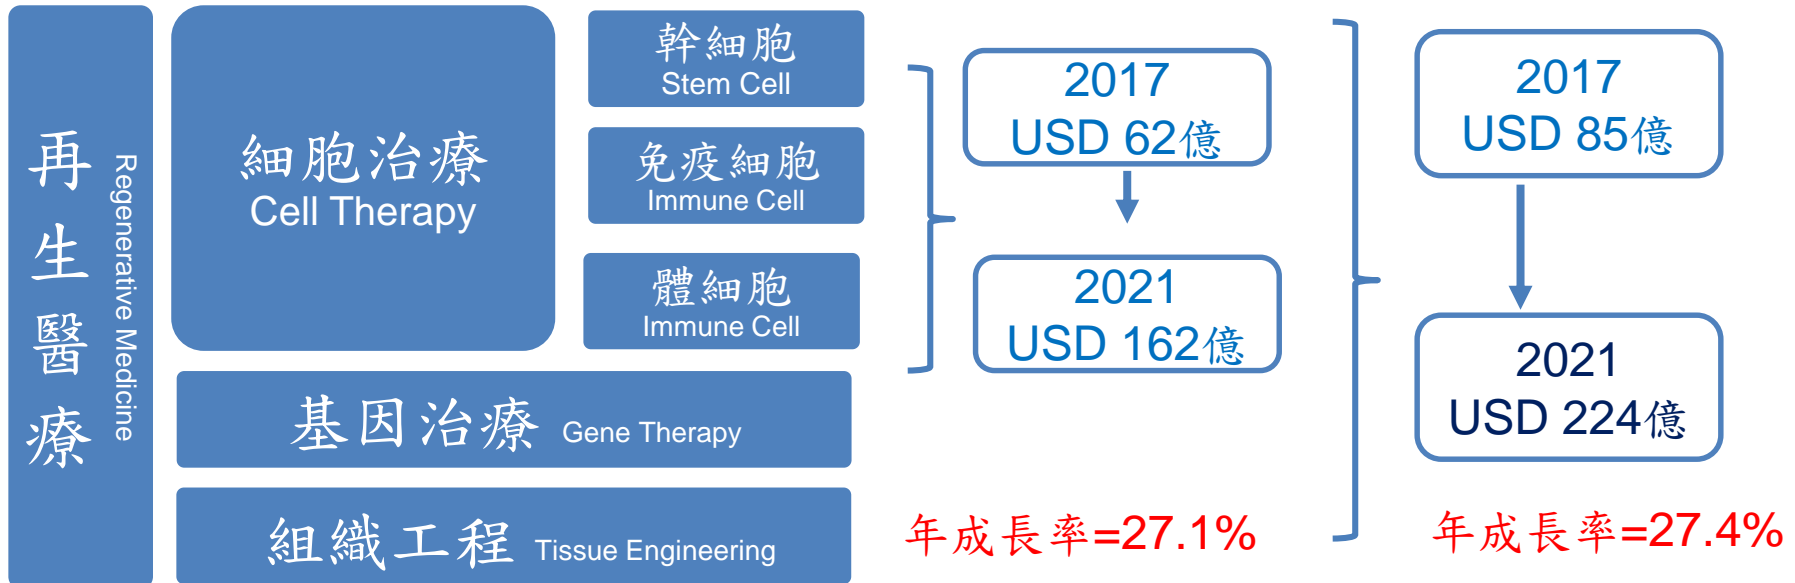 再生醫療
Regenerative Medicine
細胞治療
Cell Therapy
幹細胞
Stem Cell
免疫細胞
Immune Cell
體細胞
Immune Cell
基因治療 Gene Therapy
組織工程 Tissue Engineering
2017
USD 62億
2021
USD 162億
年成長率=27.1%
2017
USD 85億
2021
USD 224億
年成長率=27.4%